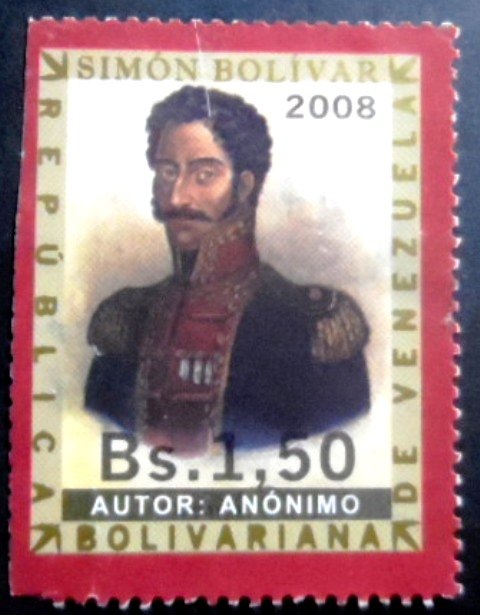 SIMÓN BOLÍVAR
2008
REPÚBLICA
DE VENEZUELA
Bs.1,50
AUTOR: ANÓNIMO
BOLIVARIANA